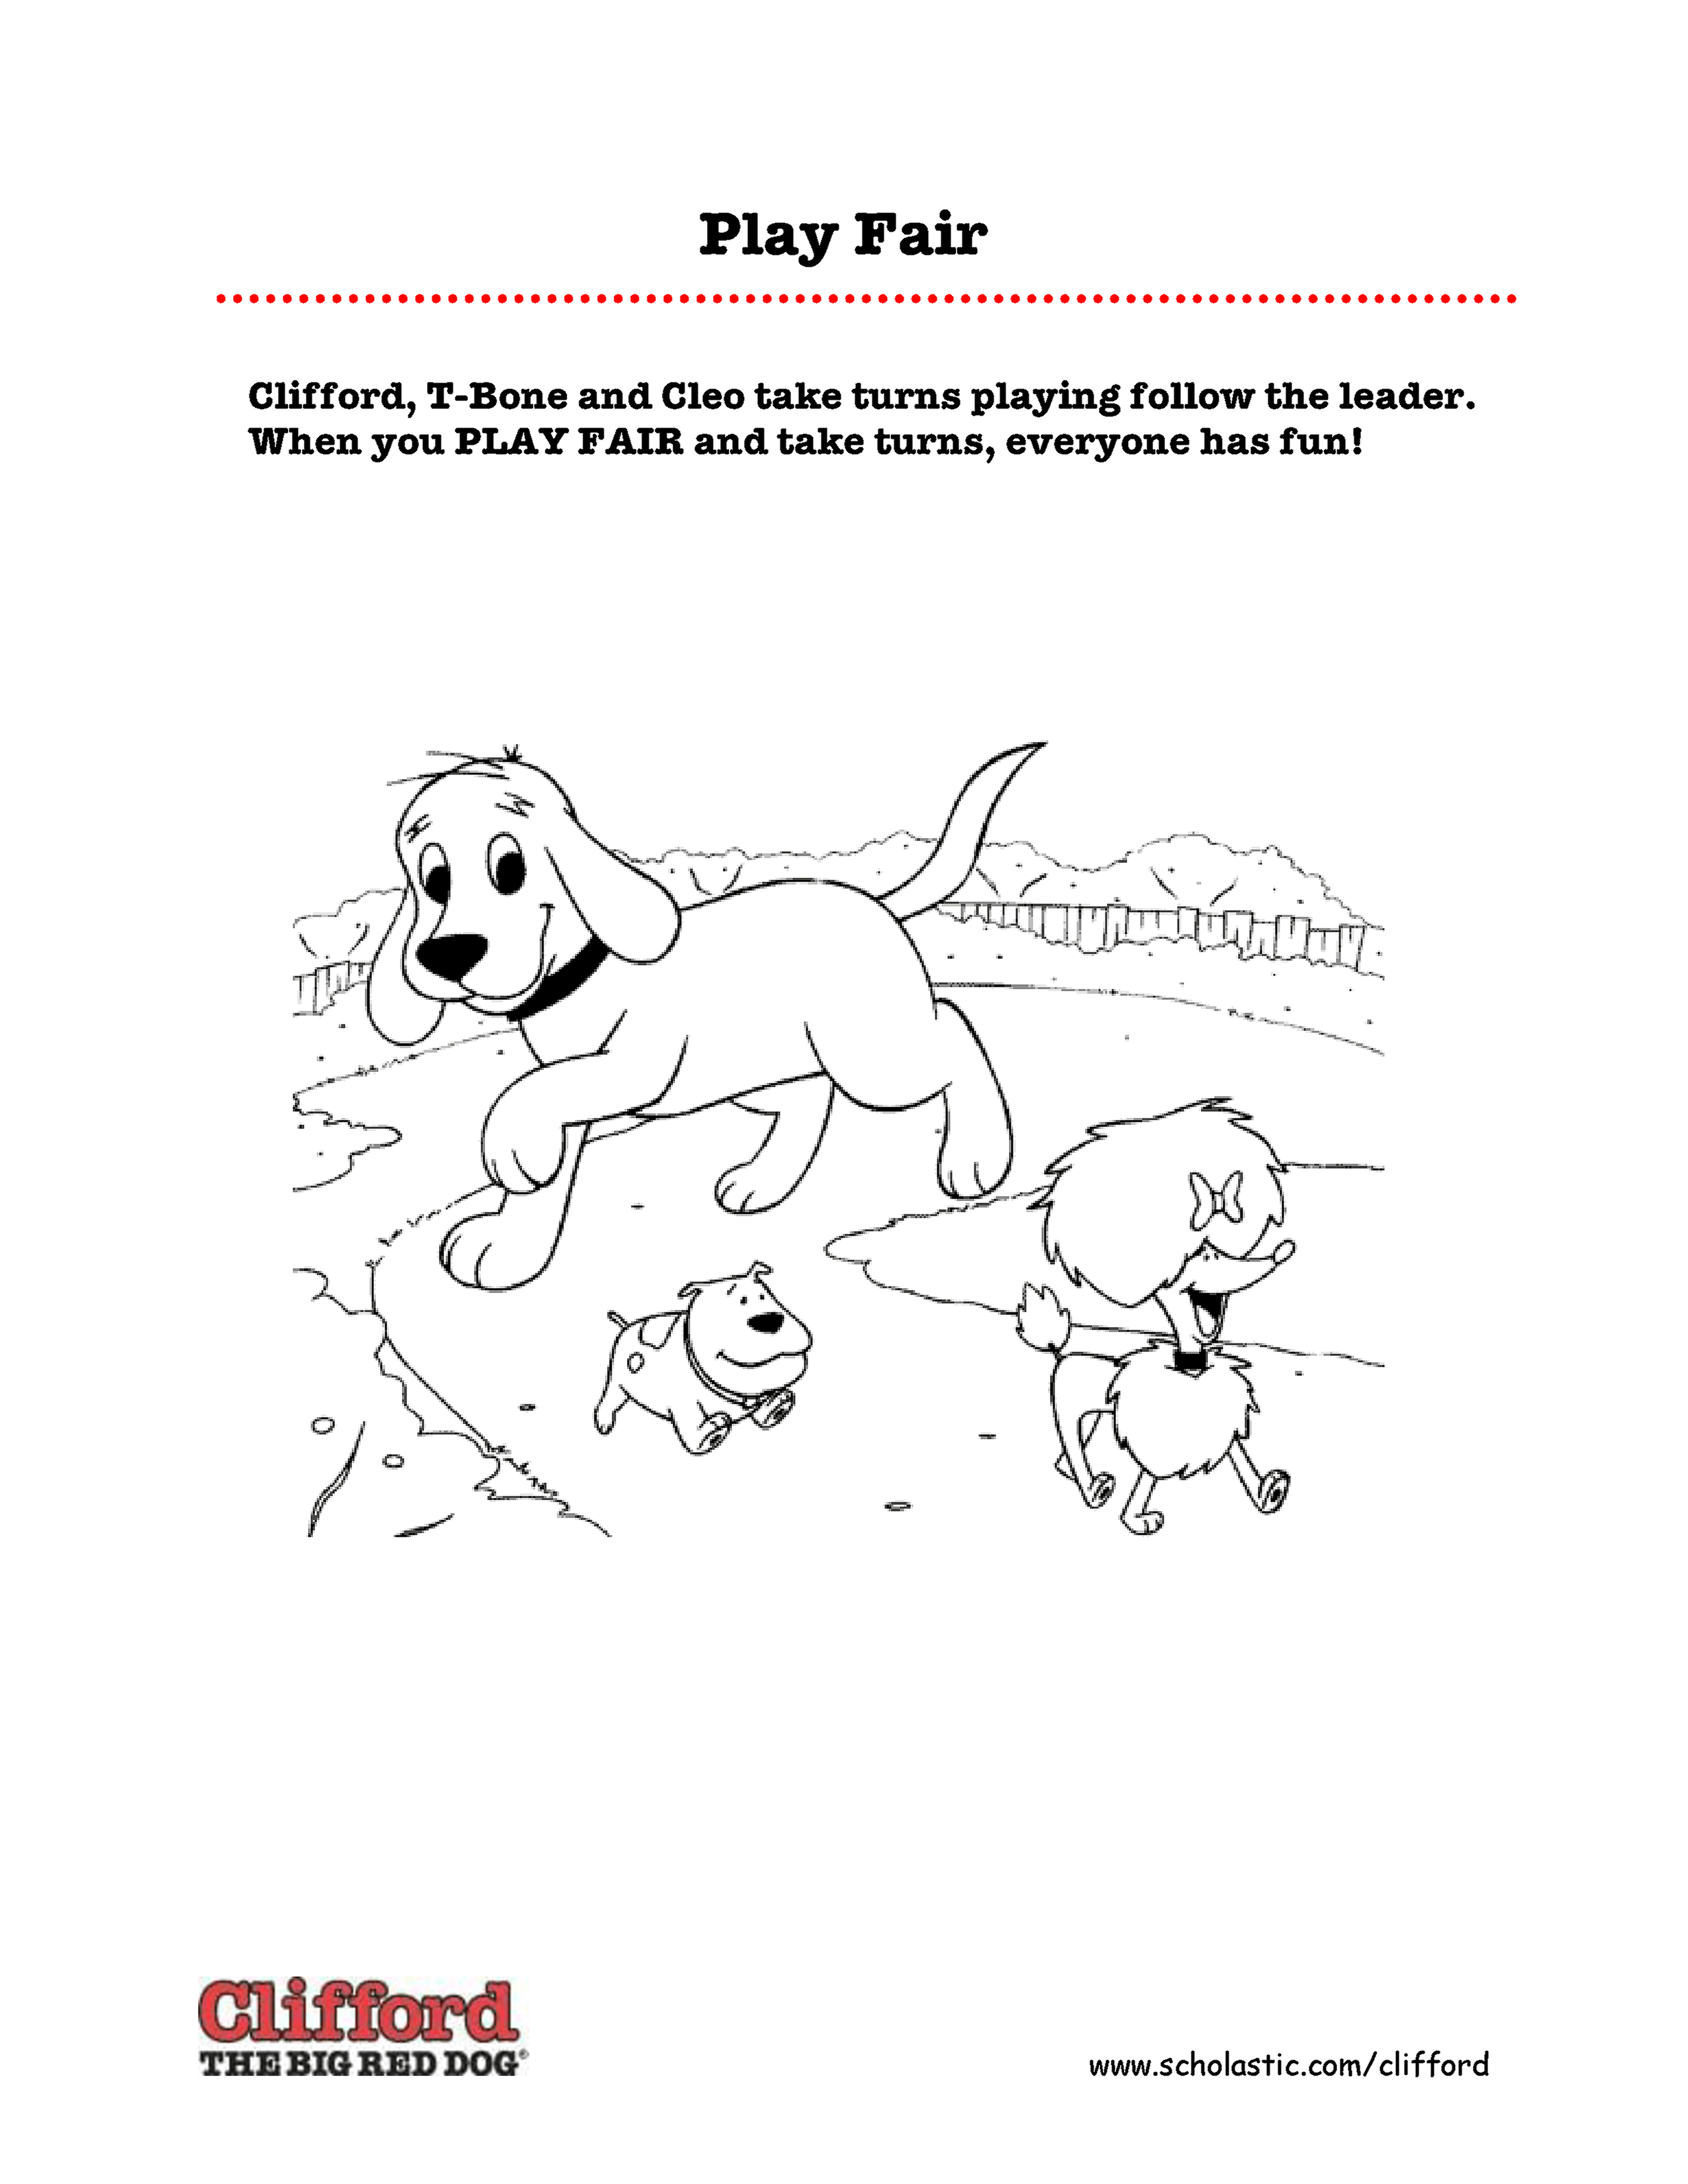 Play Fair
Clifford, T-Bone and Cleo take turns playing follow the leader.
When you PLAY FAIR and take turns, everyone has fun!
Clifford
THE BIG RED DOG®
www.scholastic.com/clifford